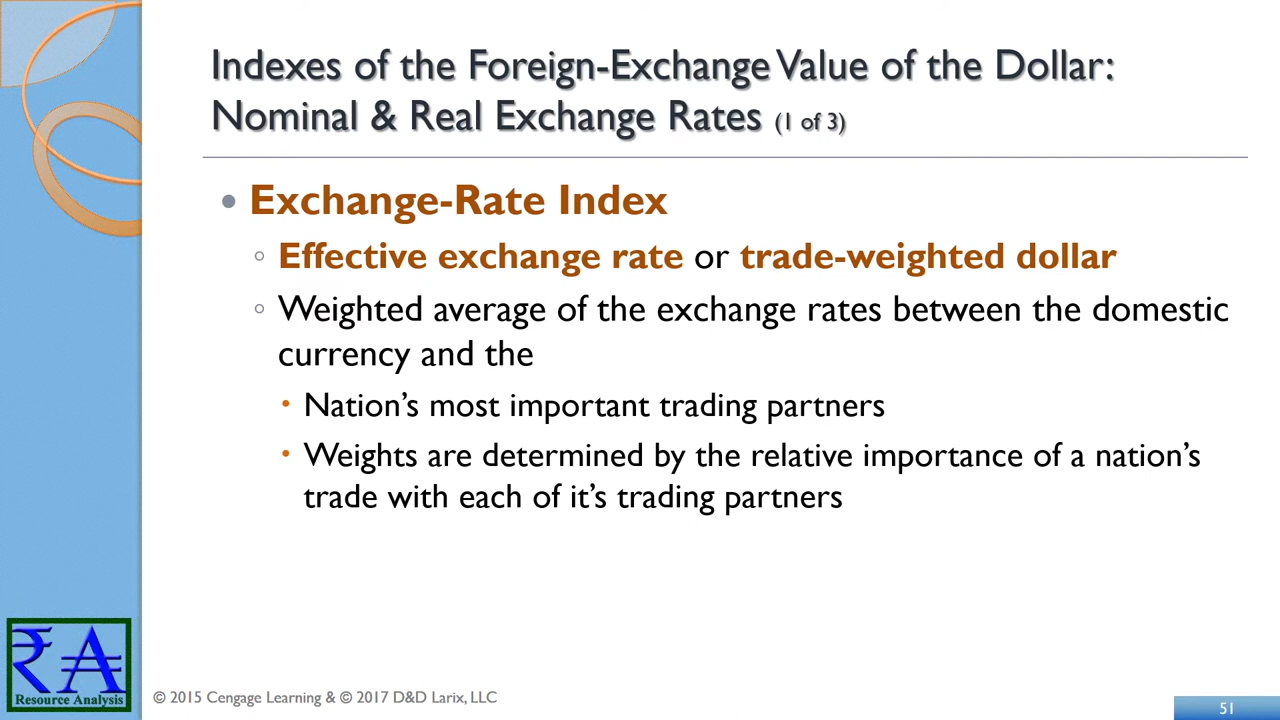 Indexes of the Foreign-Exchange Value of the Dollar:
Nominal & Real Exchange Rates (1 of 3)
• Exchange-Rate Index
◦ Effective exchange rate or trade-weighted dollar
◦ Weighted average of the exchange rates between the domestic
currency and the
• Nation's most important trading partners
• Weights are determined by the relative importance of a nation's
trade with each of it's trading partners
₹A
Resource Analysis
© 2015 Cengage Learning & © 2017 D&D Larix, LLC
51